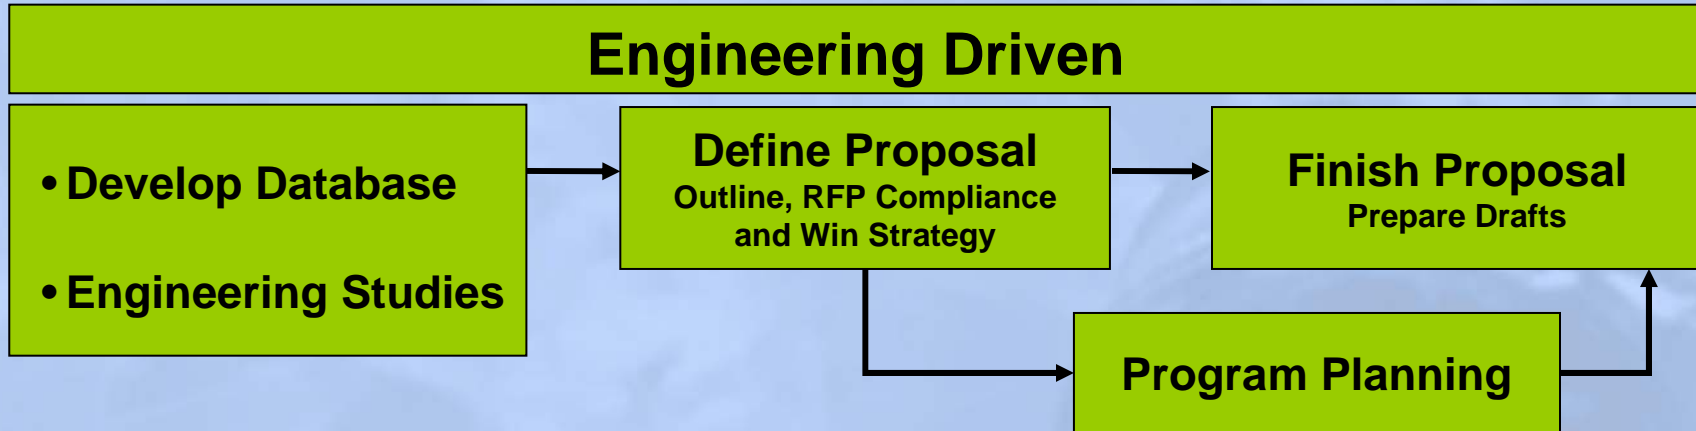 Engineering Driven
• Develop Database
• Engineering Studies
Define Proposal
Outline, RFP Compliance
and Win Strategy
Finish Proposal
Prepare Drafts
Program Planning